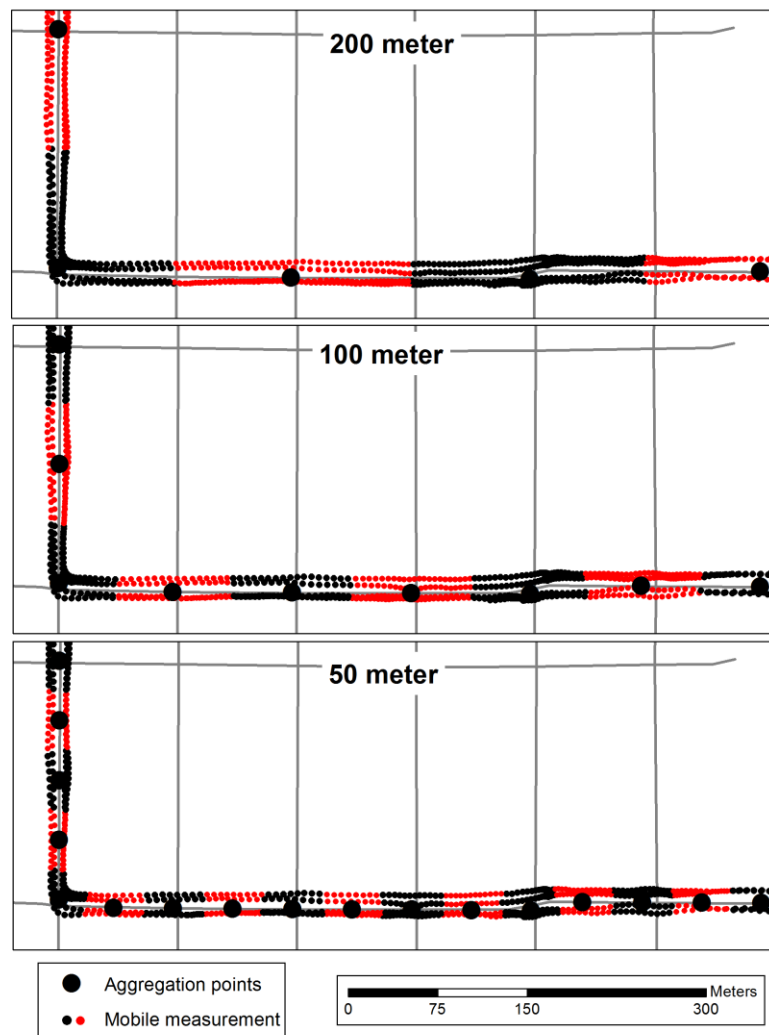 200 meter
100 meter
50 meter
Aggregation points
Mobile measurement
Meters
0 75 150 300